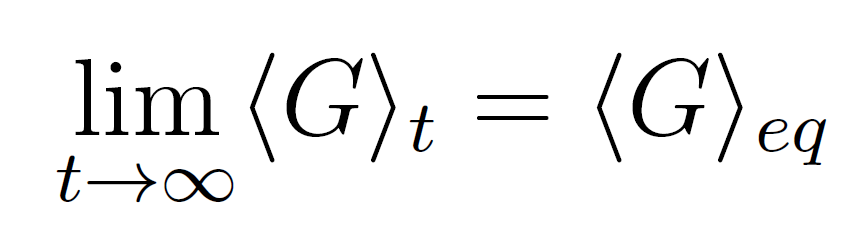 lim ⟨G⟩_t = ⟨G⟩_eq
t→∞